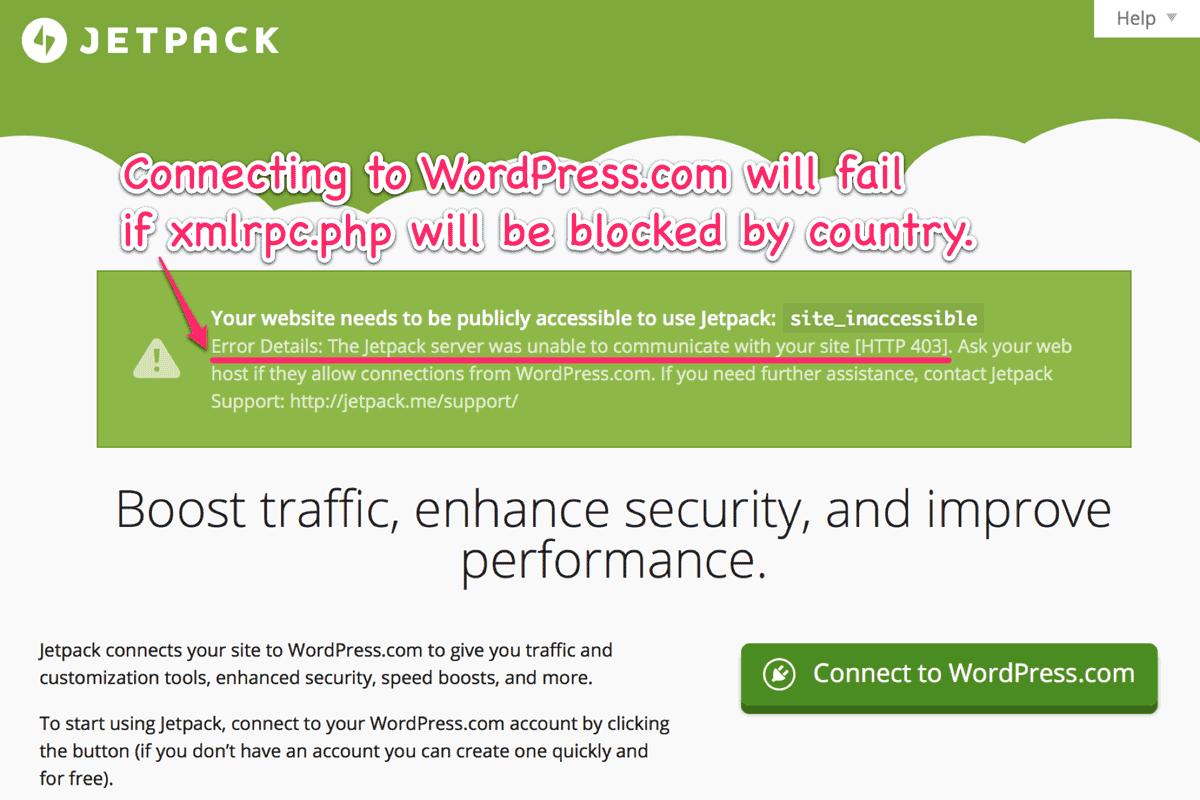 JETPACK
Help
Connecting to WordPress.com will fail
if xmlrpc.php will be blocked by country.
Your website needs to be publicly accessible to use Jetpack: site_inaccessible
Error Details: The Jetpack server was unable to communicate with your site [HTTP 403]. Ask your web
host if they allow connections from WordPress.com. If you need further assistance, contact Jetpack
Support: http://jetpack.me/support/
Boost traffic, enhance security, and improve
performance.
Jetpack connects your site to WordPress.com to give you traffic and
customization tools, enhanced security, speed boosts, and more.
To start using Jetpack, connect to your WordPress.com account by clicking
the button (if you don’t have an account you can create one quickly and
for free).
Connect to WordPress.com